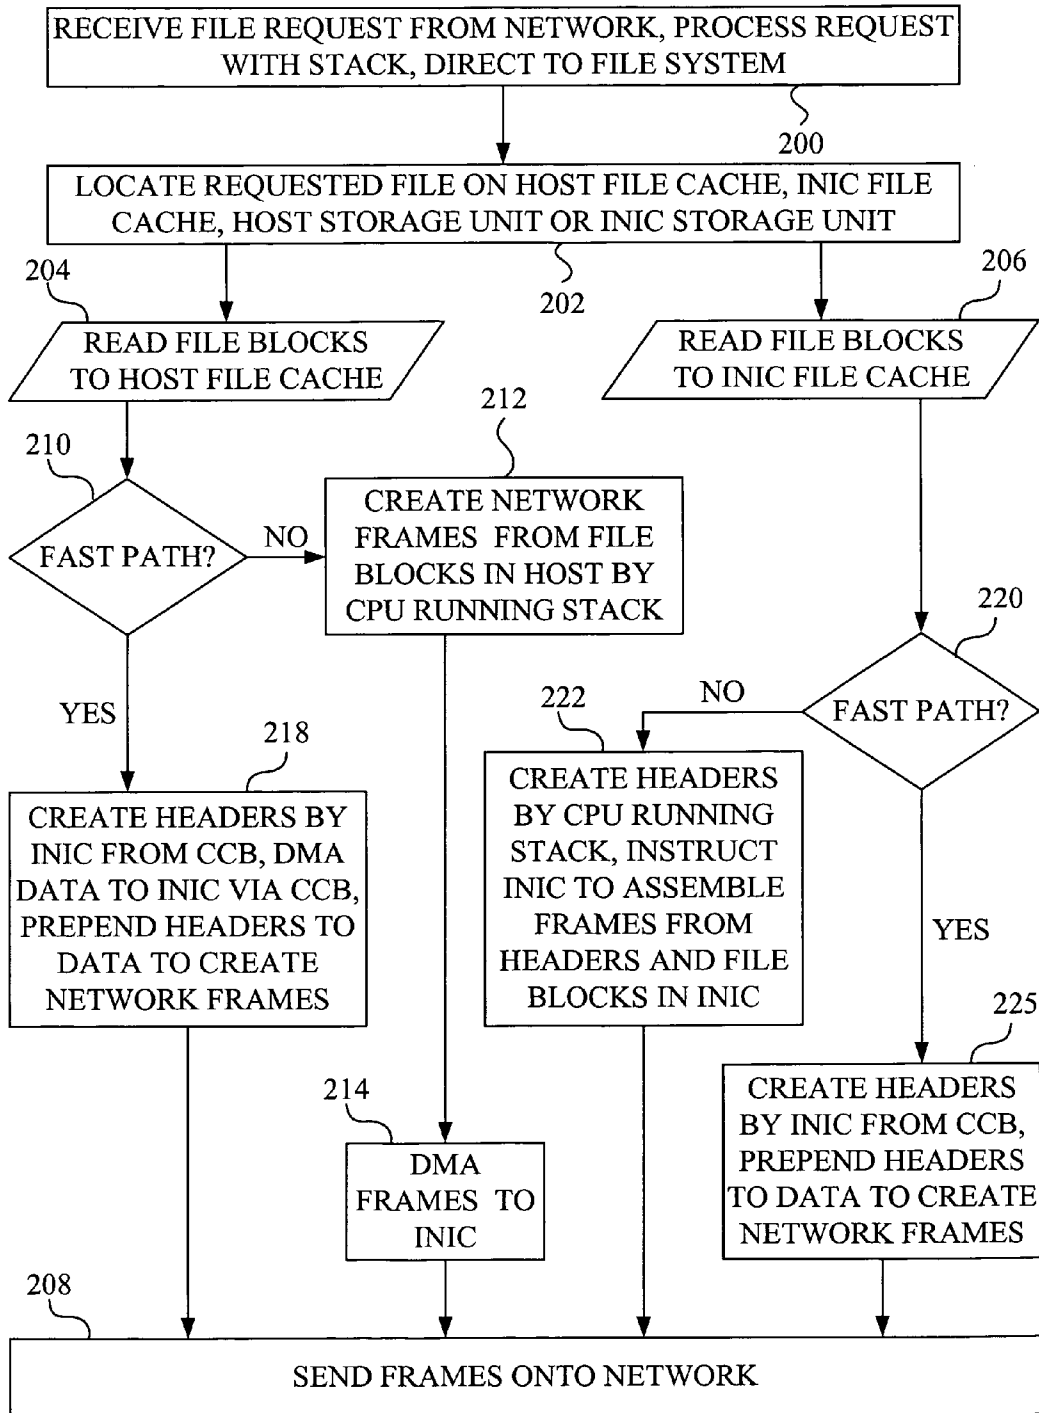 RECEIVE FILE REQUEST FROM NETWORK, PROCESS REQUEST
WITH STACK, DIRECT TO FILE SYSTEM
200
LOCATE REQUESTED FILE ON HOST FILE CACHE, INIC FILE
CACHE, HOST STORAGE UNIT OR INIC STORAGE UNIT
202
204
READ FILE BLOCKS
TO HOST FILE CACHE
206
READ FILE BLOCKS
TO INIC FILE CACHE
210
FAST PATH?
NO
212
CREATE NETWORK
FRAMES FROM FILE
BLOCKS IN HOST BY
CPU RUNNING STACK
220
FAST PATH?
NO
YES
218
CREATE HEADERS BY
INIC FROM CCB, DMA
DATA TO INIC VIA CCB,
PREPEND HEADERS TO
DATA TO CREATE
NETWORK FRAMES
222
CREATE HEADERS
BY CPU RUNNING
STACK, INSTRUCT
INIC TO ASSEMBLE
FRAMES FROM
HEADERS AND FILE
BLOCKS IN INIC
YES
225
CREATE HEADERS
BY INIC FROM CCB,
PREPEND HEADERS
TO DATA TO CREATE
NETWORK FRAMES
214
DMA
FRAMES TO
INIC
208
SEND FRAMES ONTO NETWORK